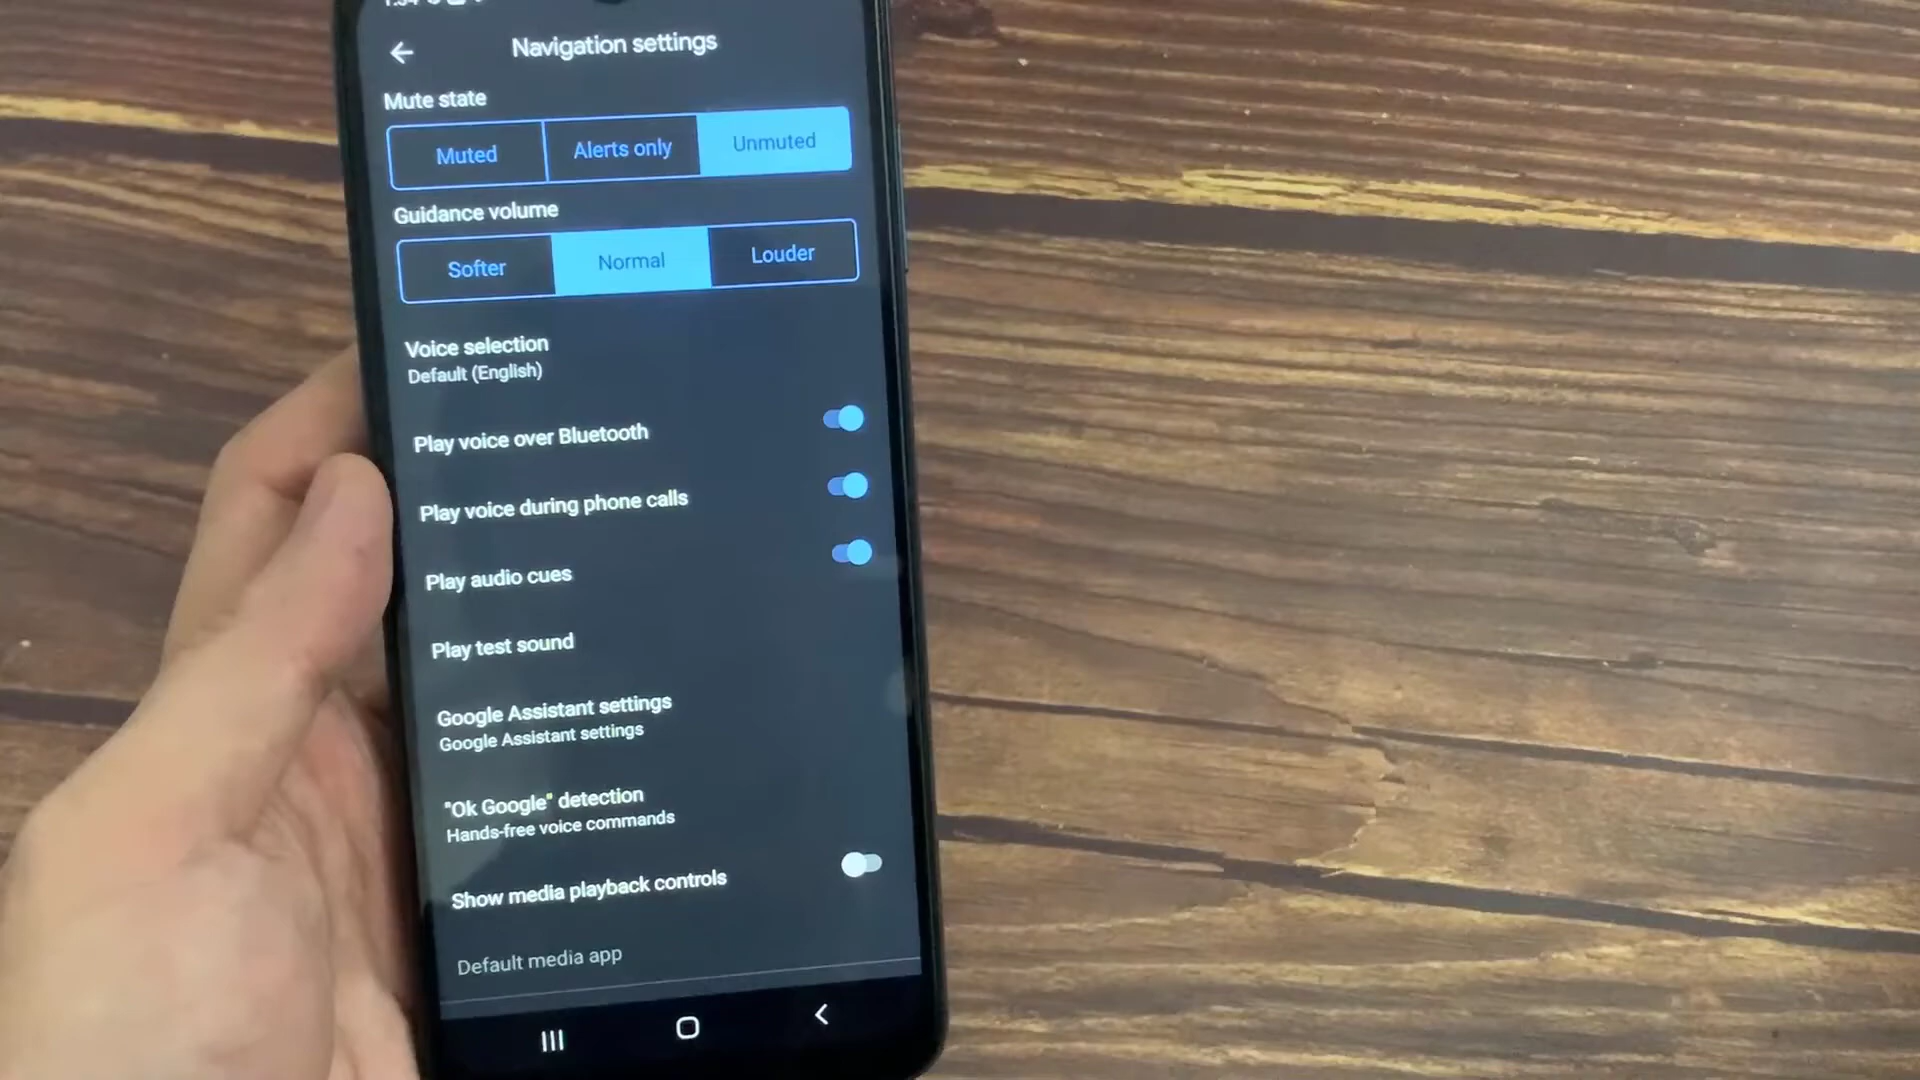 Navigation settings
Mute state
Muted
Alerts only
Unmuted
Guidance volume
Softer
Normal
Louder
Voice selection
Default (English)
Play voice over Bluetooth
Play voice during phone calls
Play audio cues
Play test sound
Google Assistant settings
Google Assistant settings
"Ok Google" detection
Hands-free voice commands
Show media playback controls
Default media app